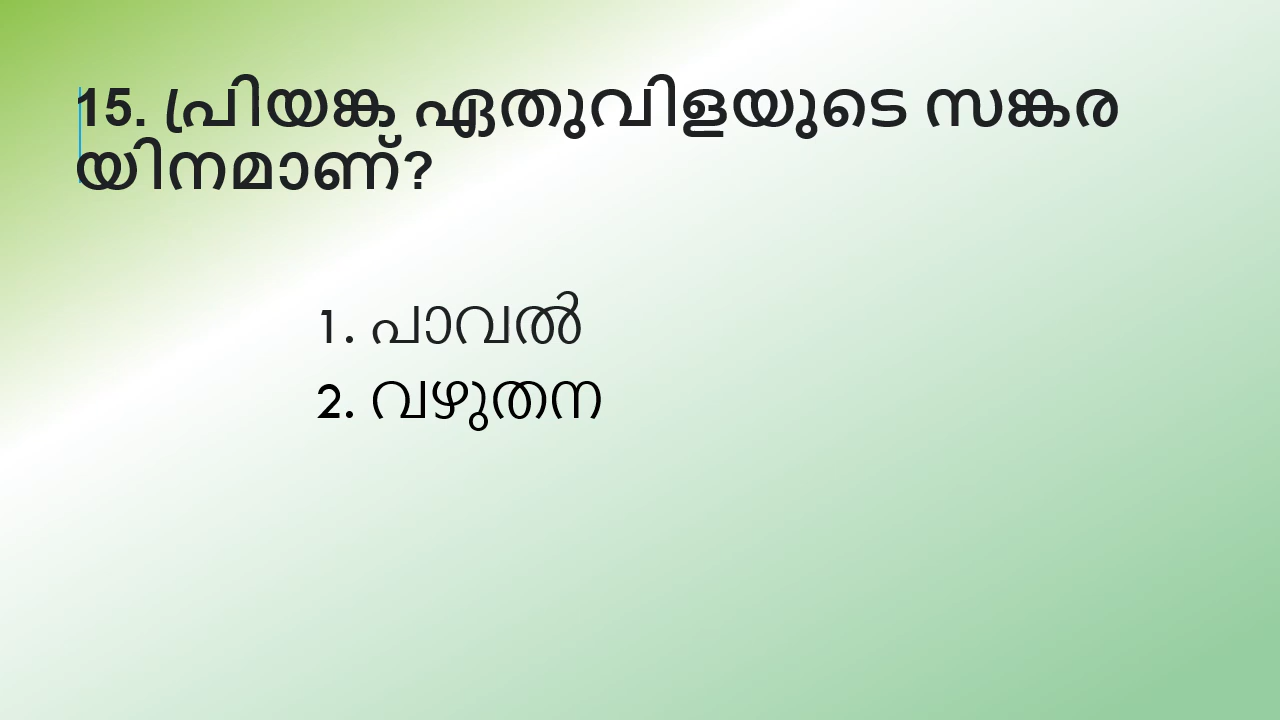 15. പ്രിയങ്ക ഏതുവിളയുടെ സങ്കര
യിനമാണ്?
1. പാവൽ
2. വഴുതന